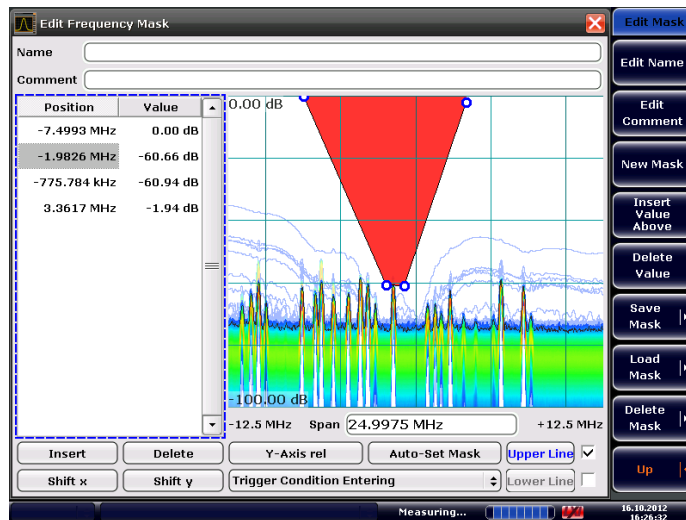 Edit Frequency Mask
Edit Mask
Name
Comment
Edit Name
Edit
Comment
New Mask
Insert
Value
Above
Delete
Value
Save
Mask
Load
Mask
Delete
Mask
Up
Position Value
-7.4993 MHz 0.00 dB
-1.9826 MHz -60.66 dB
-775.784 kHz -60.94 dB
3.3617 MHz -1.94 dB
0.00 dB
-100.00 dB
-12.5 MHz Span 24.9975 MHz +12.5 MHz
Insert Delete Y-Axis rel Auto-Set Mask Upper Line
Shift x Shift y Trigger Condition Entering Lower Line
Measuring...
16.10.2012
16:26:32